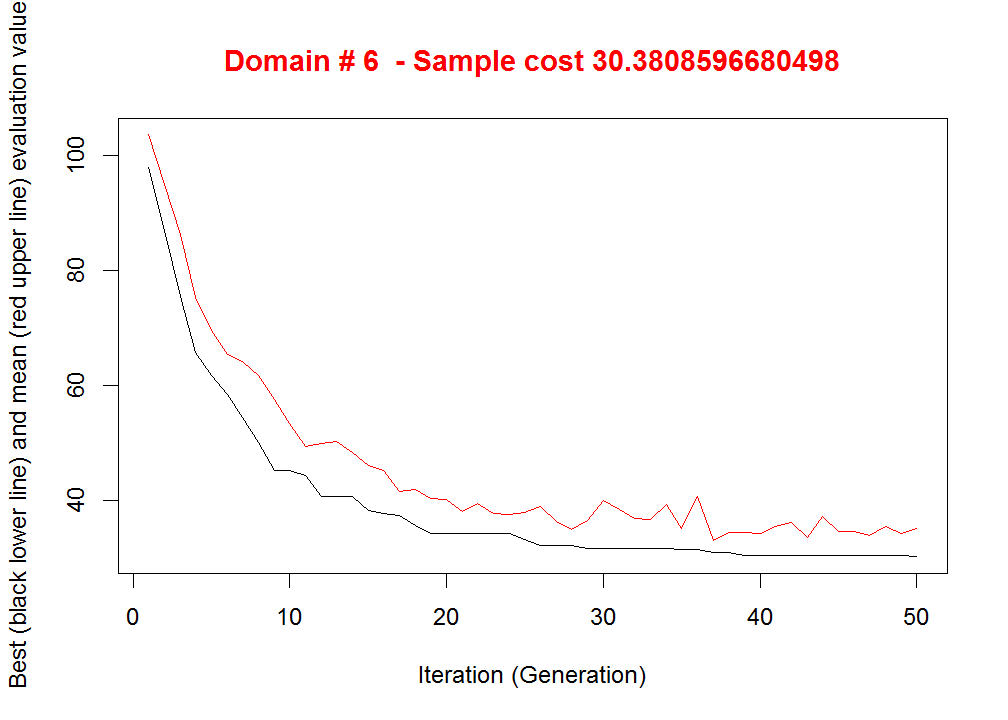 Domain # 6  - Sample cost 30.3808596680498
Best (black lower line) and mean (red upper line) evaluation value
100
80
60
40
0 10 20 30 40 50
Iteration (Generation)